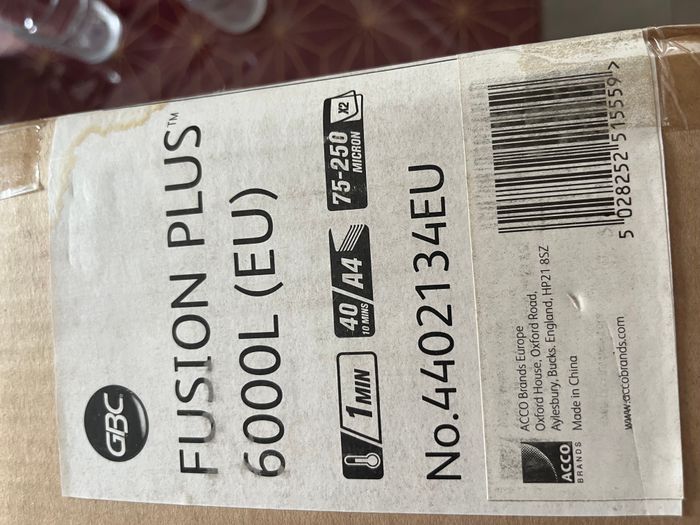 GBC
FUSION PLUS™
6000L (EU)
1 MIN
40/A4
10 MINS
75-250
MICRON
X2
No.4402134EU
ACCO
BRANDS
ACCO Brands Europe
Oxford House, Oxford Road,
Aylesbury, Bucks, England, HP21 8SZ
Made in China
www.accobrands.com
5 028252 515559 >